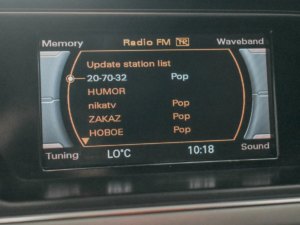 Memory Radio FM TP Waveband
Update station list
20-70-32 Pop
HUMOR
nikatv Pop
ZAKAZ Pop
HOBOE Pop
Tuning LO°C 10:18 Sound